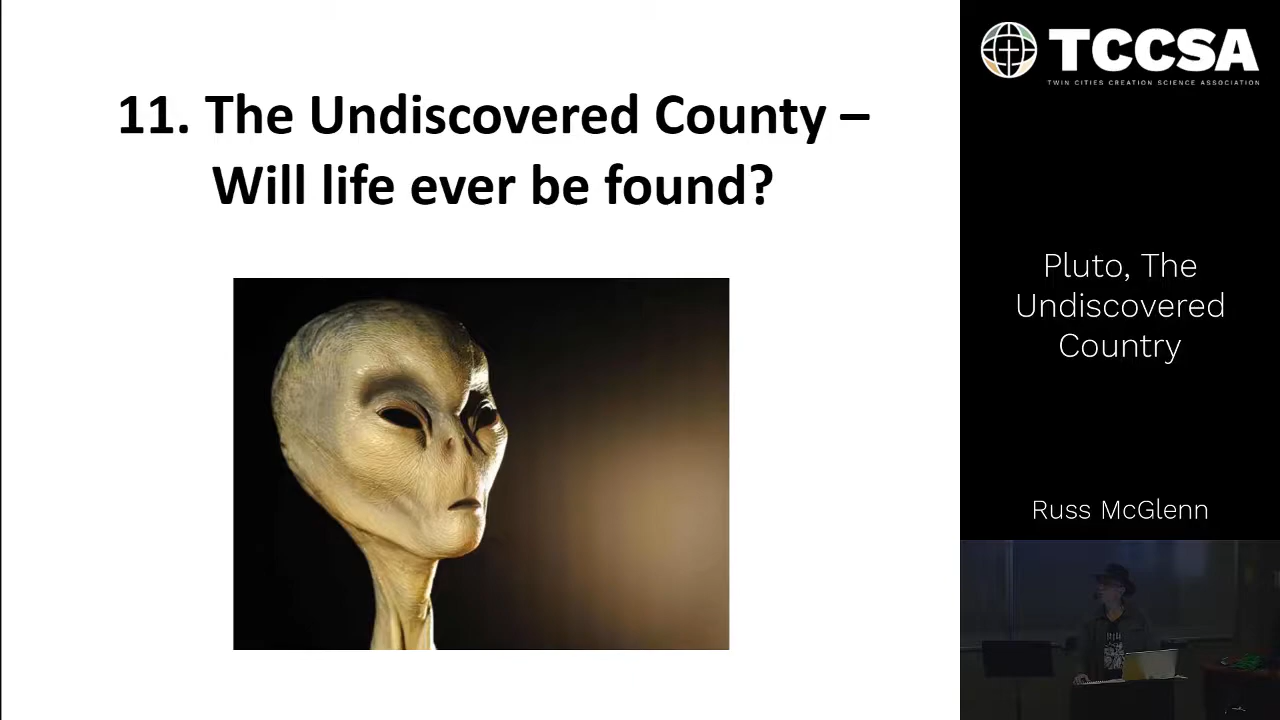 11. The Undiscovered County –
Will life ever be found?
TCCSA
TWIN CITIES CREATION SCIENCE ASSOCIATION
Pluto, The
Undiscovered
Country
Russ McGlenn